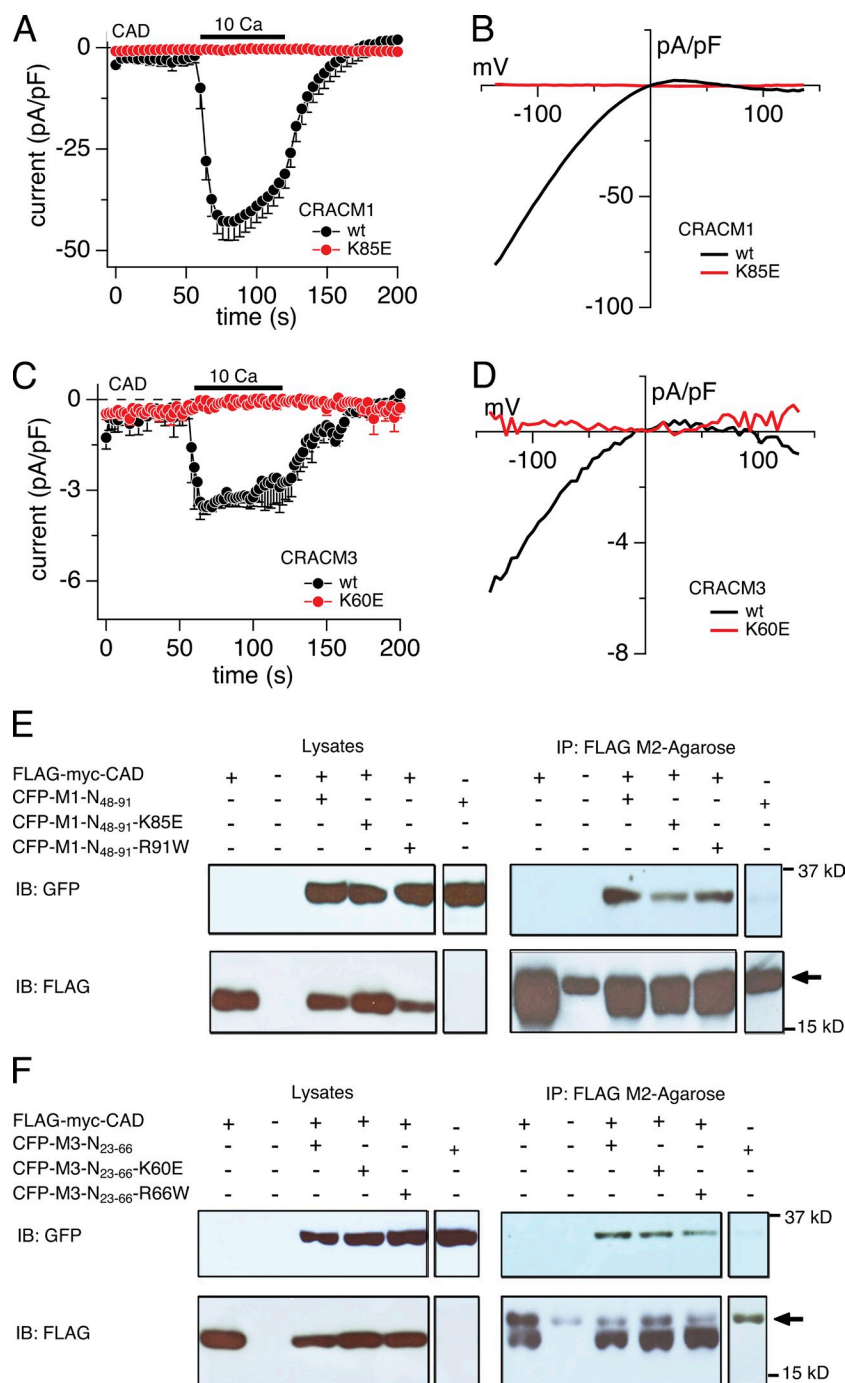 A
CAD
10 Ca
0
-25
-50
current (pA/pF)
CRACM1
wt
K85E
0
50
100
150
200
time (s)
B
pA/pF
mV
-100
100
-50
-100
CRACM1
wt
K85E
C
CAD
10 Ca
0
-3
-6
current (pA/pF)
CRACM3
wt
K60E
0
50
100
150
200
time (s)
D
pA/pF
mV
-100
100
-4
-8
CRACM3
wt
K60E
E
Lysates
IP: FLAG M2-Agarose
FLAG-myc-CAD + - + + + - + - + + + -
CFP-M1-N48-91 - - + - - + - - + - - +
CFP-M1-N48-91-K85E - - - + - - - - - + - -
CFP-M1-N48-91-R91W - - - - + - - - - - + -
IB: GFP
37 kD
IB: FLAG
15 kD
F
Lysates
IP: FLAG M2-Agarose
FLAG-myc-CAD + - + + + - + - + + + -
CFP-M3-N23-66 - - + - - + - - + - - +
CFP-M3-N23-66-K60E - - - + - - - - - + - -
CFP-M3-N23-66-R66W - - - - + - - - - - + -
IB: GFP
37 kD
IB: FLAG
15 kD